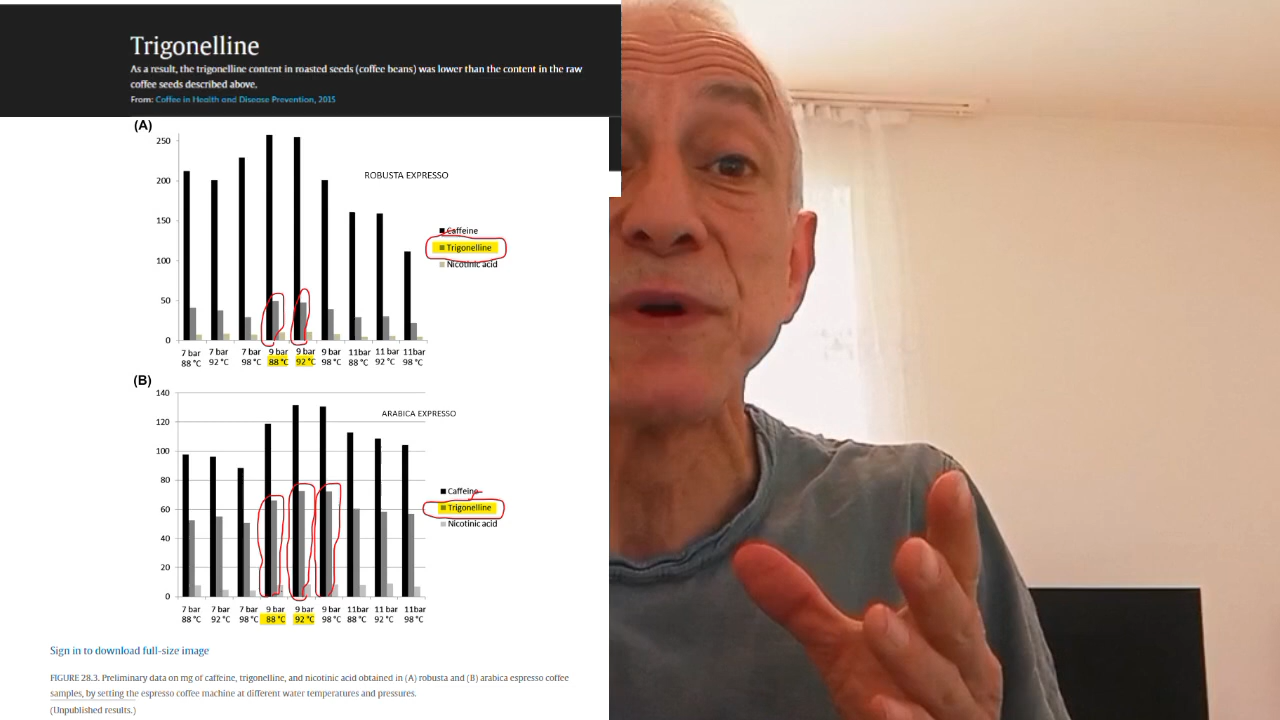 Trigonelline
As a result, the trigonelline content in roasted seeds (coffee beans) was lower than the content in the raw
coffee seeds described above.
From: Coffee in Health and Disease Prevention, 2015
(A)
250
200
150
100
50
0
ROBUSTA EXPRESSO
Caffeine
Trigonelline
Nicotinic acid
7 bar 7 bar 7 bar 9 bar 9 bar 9 bar 11bar 11 bar 11bar
88 °C 92 °C 98 °C 88 °C 92 °C 98 °C 88 °C 92 °C 98 °C
(B)
140
120
100
80
60
40
20
0
ARABICA EXPRESSO
Caffeine
Trigonelline
Nicotinic acid
7 bar 7 bar 7 bar 9 bar 9 bar 9 bar 11bar 11 bar 11bar
88 °C 92 °C 98 °C 88 °C 92 °C 98 °C 88 °C 92 °C 98 °C
Sign in to download full-size image
FIGURE 28.3. Preliminary data on mg of caffeine, trigonelline, and nicotinic acid obtained in (A) robusta and (B) arabica espresso coffee
samples, by setting the espresso coffee machine at different water temperatures and pressures.
(Unpublished results.)